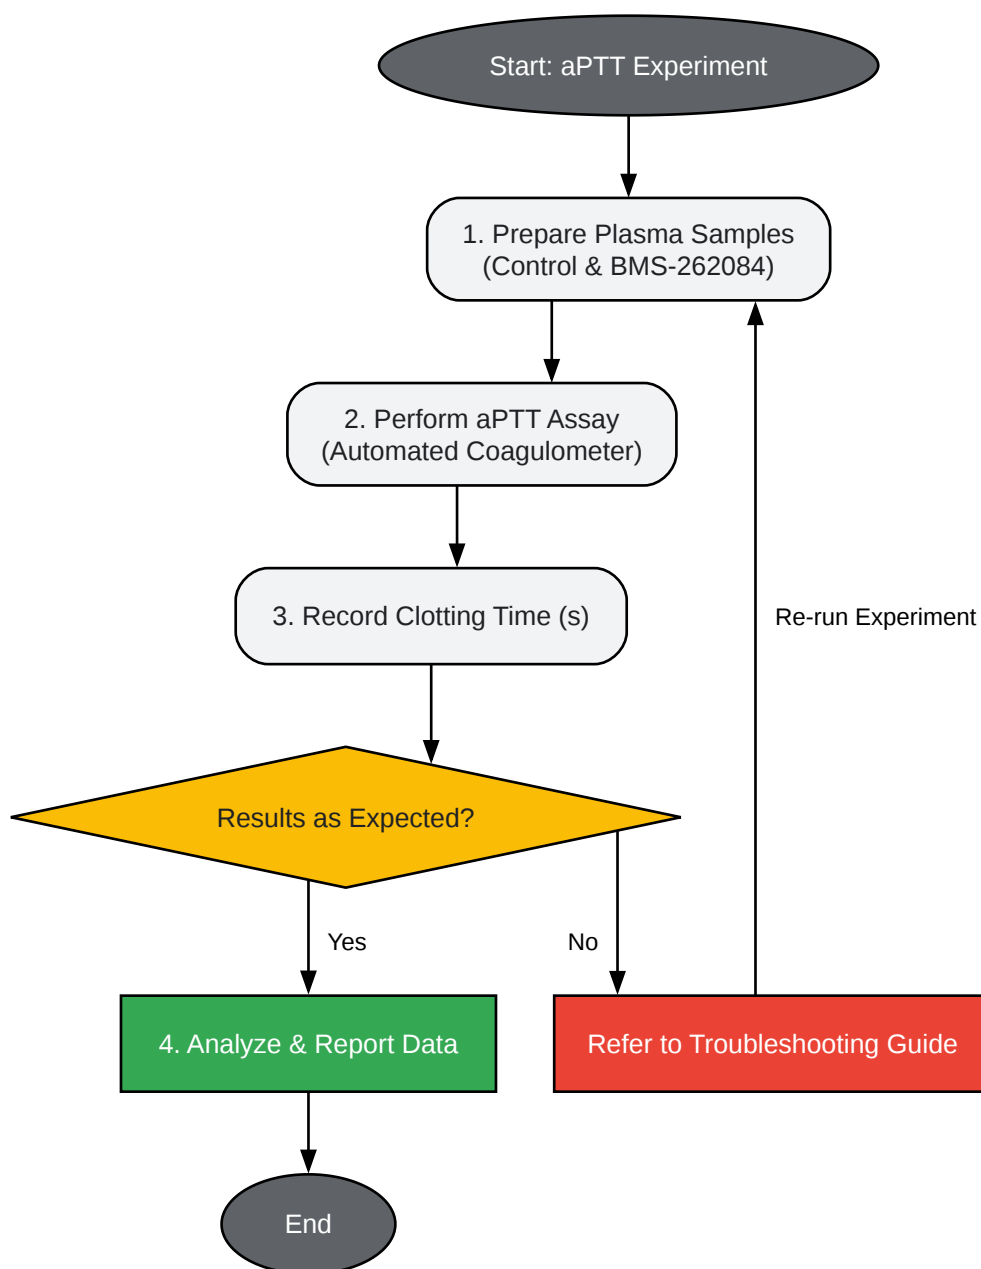 Start: aPTT Experiment
1. Prepare Plasma Samples
(Control & BMS-262084)
2. Perform aPTT Assay
(Automated Coagulometer)
3. Record Clotting Time (s)
Re-run Experiment
Results as Expected?
Yes
No
4. Analyze & Report Data
Refer to Troubleshooting Guide
End